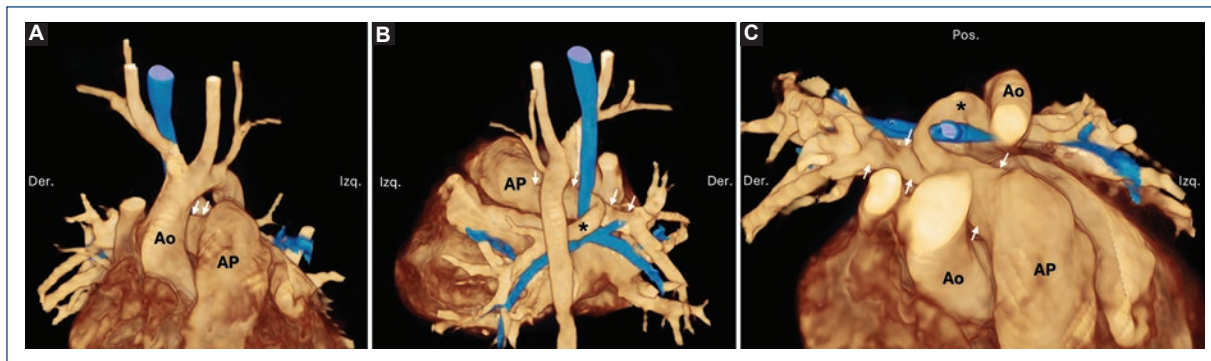 A
Der.
Izq.
Ao
AP
B
Izq.
Der.
AP
*
C
Pos.
Der.
Izq.
*
Ao
Ao
AP